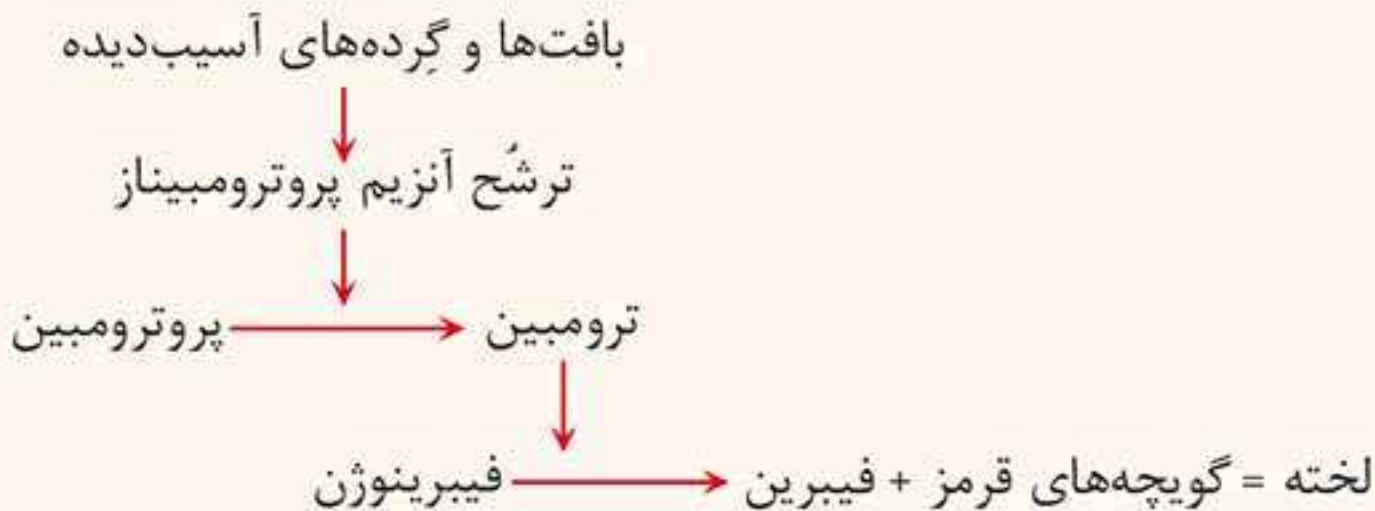 بافت‌ها و گِرده‌های آسیب‌دیده
ترشُّح آنزیم پروترومبیناز
پروترومبین ترومبین
فیبرینوژن لخته = گویچه‌های قرمز + فیبرین